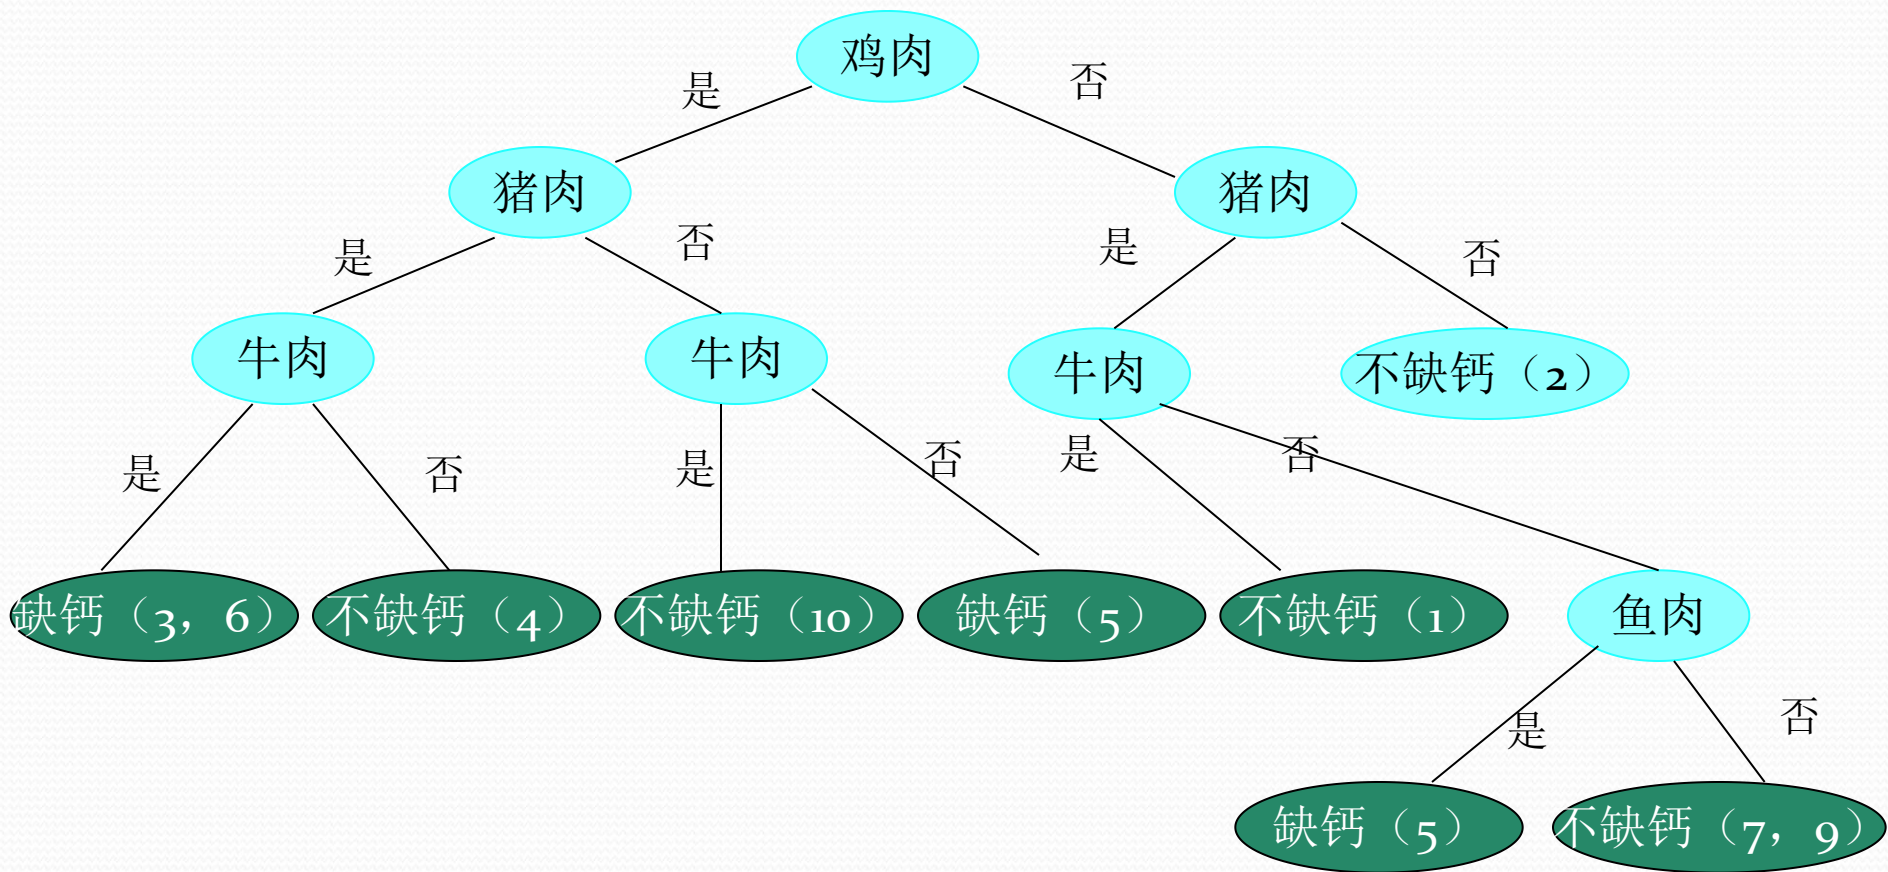 鸡肉
是
否
猪肉
猪肉
是
否
是
否
牛肉
牛肉
牛肉
不缺钙（2）
是
否
是
否
是
否
缺钙（3，6）
不缺钙（4）
不缺钙（10）
缺钙（5）
不缺钙（1）
鱼肉
是
否
缺钙（5）
不缺钙（7，9）